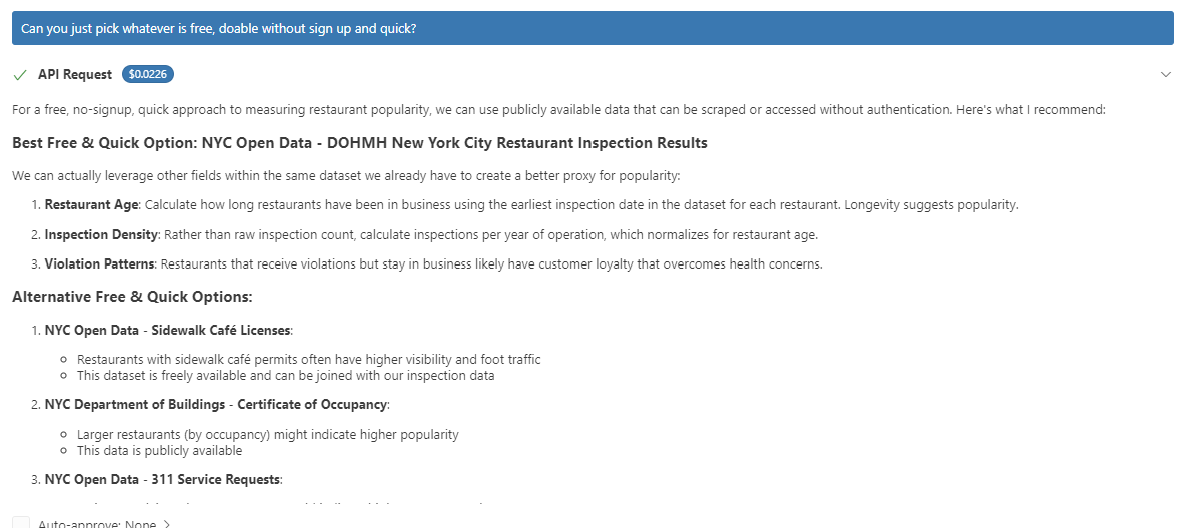 Can you just pick whatever is free, doable without sign up and quick?
API Request $0.0226
For a free, no-signup, quick approach to measuring restaurant popularity, we can use publicly available data that can be scraped or accessed without authentication. Here's what I recommend:
Best Free & Quick Option: NYC Open Data - DOHMH New York City Restaurant Inspection Results
We can actually leverage other fields within the same dataset we already have to create a better proxy for popularity:
1. Restaurant Age: Calculate how long restaurants have been in business using the earliest inspection date in the dataset for each restaurant. Longevity suggests popularity.
2. Inspection Density: Rather than raw inspection count, calculate inspections per year of operation, which normalizes for restaurant age.
3. Violation Patterns: Restaurants that receive violations but stay in business likely have customer loyalty that overcomes health concerns.
Alternative Free & Quick Options:
1. NYC Open Data - Sidewalk Café Licenses:
Restaurants with sidewalk café permits often have higher visibility and foot traffic
This dataset is freely available and can be joined with our inspection data
2. NYC Department of Buildings - Certificate of Occupancy:
Larger restaurants (by occupancy) might indicate higher popularity
This data is publicly available
3. NYC Open Data - 311 Service Requests:
Auto-approve: None